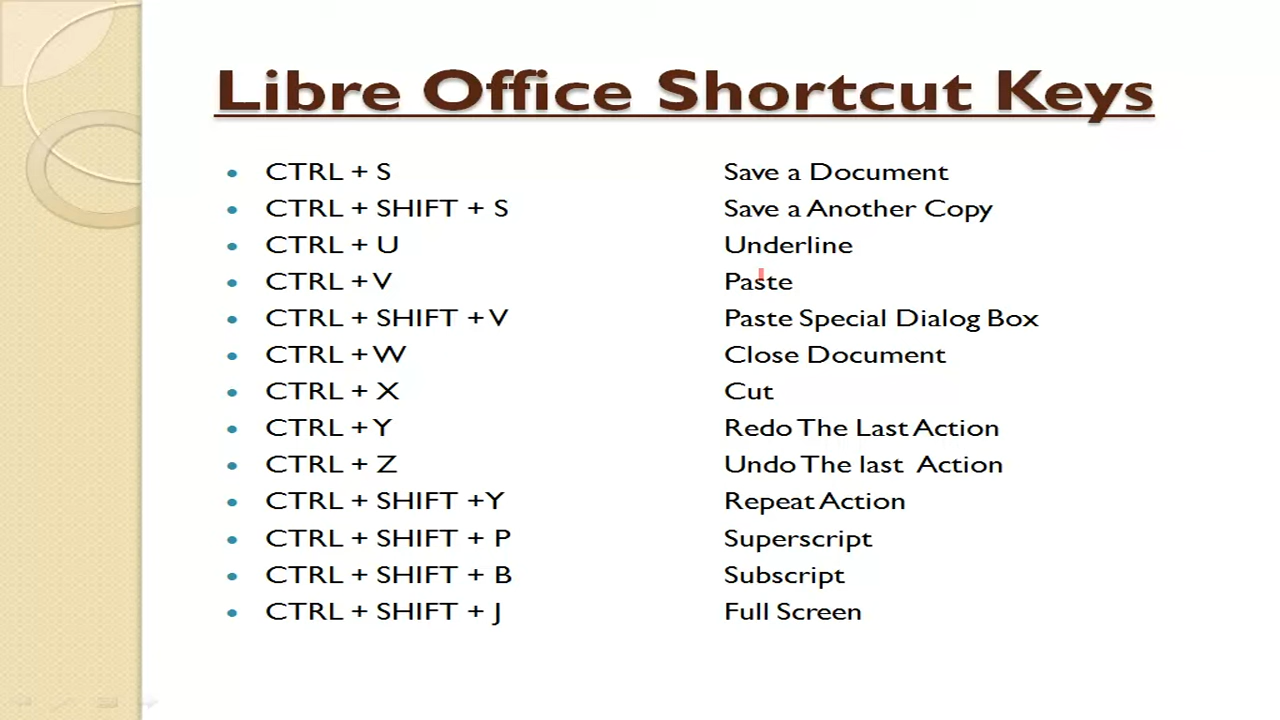 Libre Office Shortcut Keys
CTRL + S Save a Document
CTRL + SHIFT + S Save a Another Copy
CTRL + U Underline
CTRL + V Paste
CTRL + SHIFT + V Paste Special Dialog Box
CTRL + W Close Document
CTRL + X Cut
CTRL + Y Redo The Last Action
CTRL + Z Undo The last Action
CTRL + SHIFT + Y Repeat Action
CTRL + SHIFT + P Superscript
CTRL + SHIFT + B Subscript
CTRL + SHIFT + J Full Screen